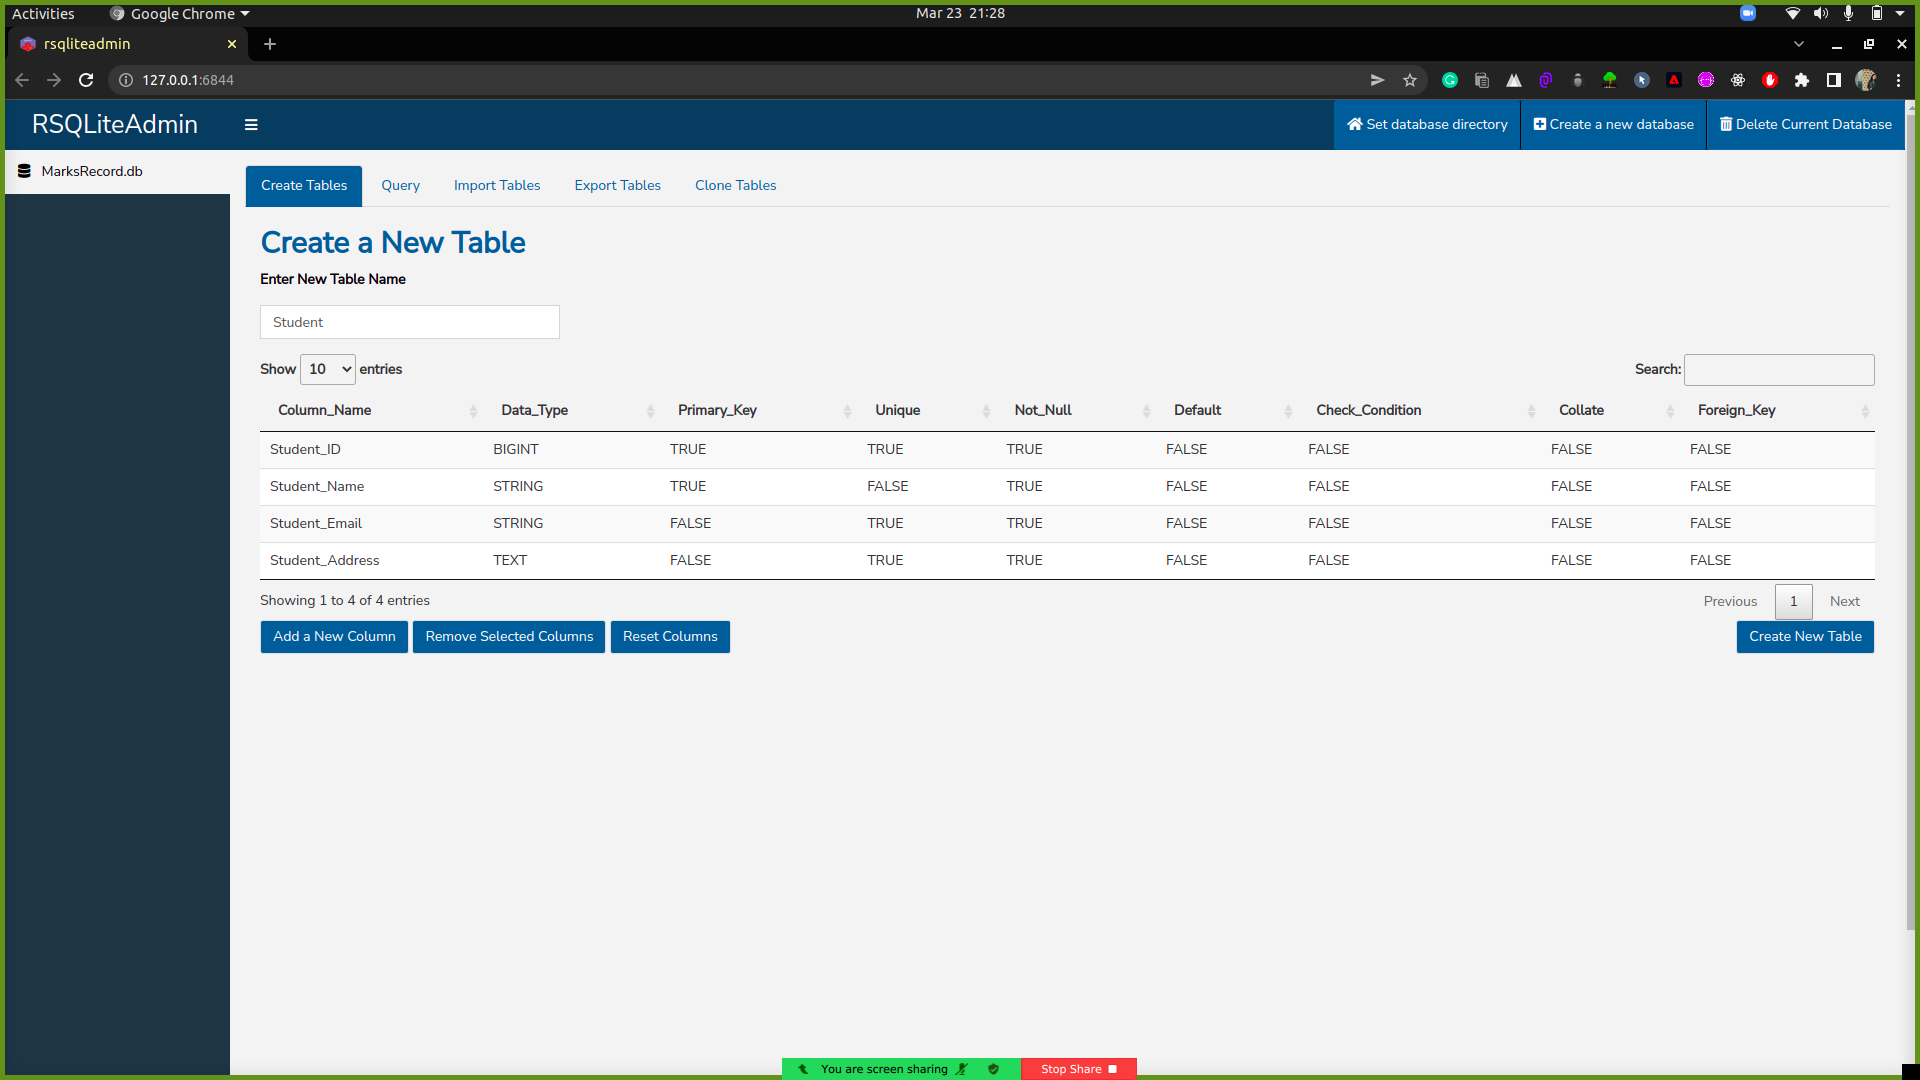 Activities Google Chrome Mar 23 21:28
rsqliteadmin
127.0.0.1:6844
RSQLiteAdmin Set database directory Create a new database Delete Current Database
MarksRecord.db
Create Tables Query Import Tables Export Tables Clone Tables
Create a New Table
Enter New Table Name
Student
Show 10 entries Search:
Column_Name Data_Type Primary_Key Unique Not_Null Default Check_Condition Collate Foreign_Key
Student_ID BIGINT TRUE TRUE TRUE FALSE FALSE FALSE FALSE
Student_Name STRING TRUE FALSE TRUE FALSE FALSE FALSE FALSE
Student_Email STRING FALSE TRUE TRUE FALSE FALSE FALSE FALSE
Student_Address TEXT FALSE TRUE TRUE FALSE FALSE FALSE FALSE
Showing 1 to 4 of 4 entries Previous 1 Next
Add a New Column Remove Selected Columns Reset Columns Create New Table
You are screen sharing Stop Share